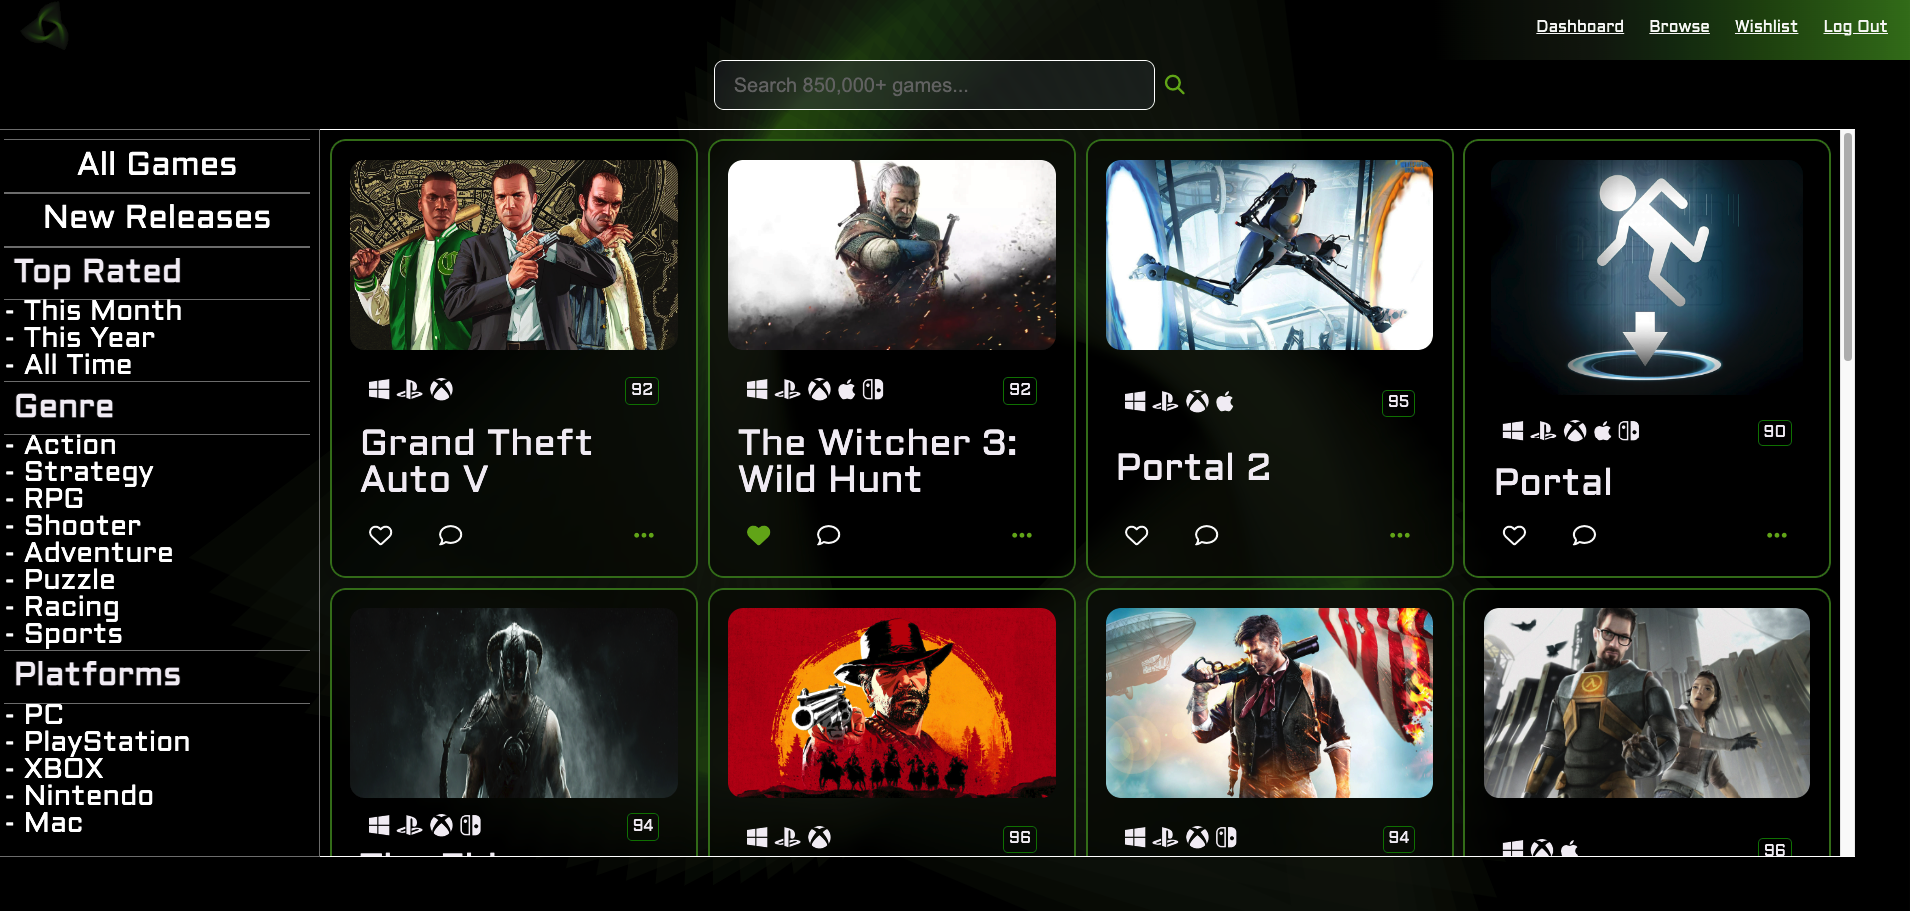 Dashboard Browse Wishlist Log Out
Search 850,000+ games...
All Games
New Releases
Top Rated
- This Month
- This Year
- All Time
Genre
- Action
- Strategy
- RPG
- Shooter
- Adventure
- Puzzle
- Racing
- Sports
Platforms
- PC
- PlayStation
- XBOX
- Nintendo
- Mac
92
Grand Theft
Auto V
92
The Witcher 3:
Wild Hunt
95
Portal 2
90
Portal
94
96
94
96